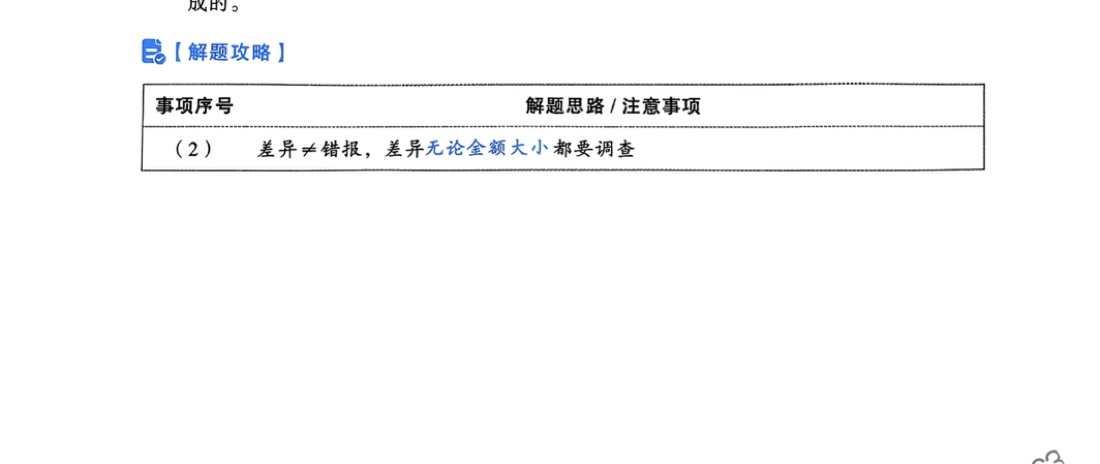 成的。
【解题攻略】
事项序号 解题思路 / 注意事项
（2） 差异≠错报，差异无论金额大小都要调查